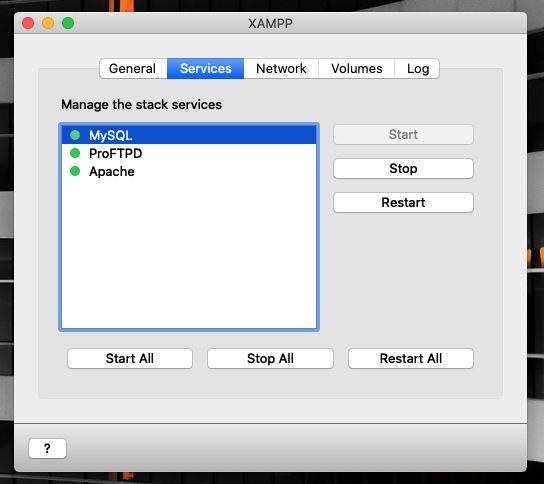 XAMPP
General Services Network Volumes Log
Manage the stack services
MySQL
ProFTPD
Apache
Start
Stop
Restart
Start All Stop All Restart All
?